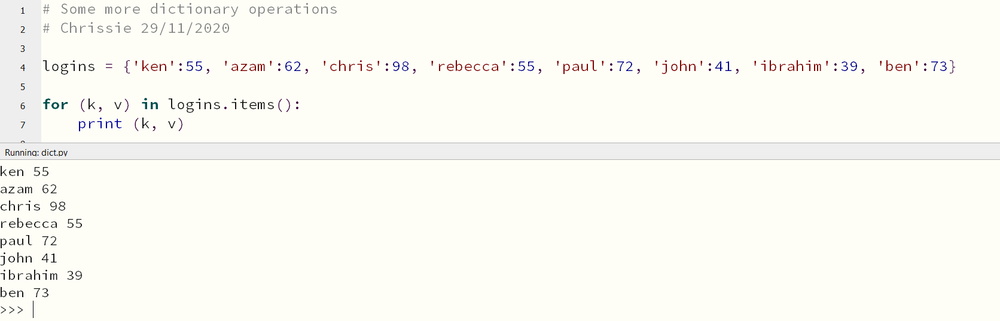 1 # Some more dictionary operations
2 # Chrissie 29/11/2020
3
4 logins = {'ken':55, 'azam':62, 'chris':98, 'rebecca':55, 'paul':72, 'john':41, 'ibrahim':39, 'ben':73}
5
6 for (k, v) in logins.items():
7     print (k, v)
Running: dict.py
ken 55
azam 62
chris 98
rebecca 55
paul 72
john 41
ibrahim 39
ben 73
>>>